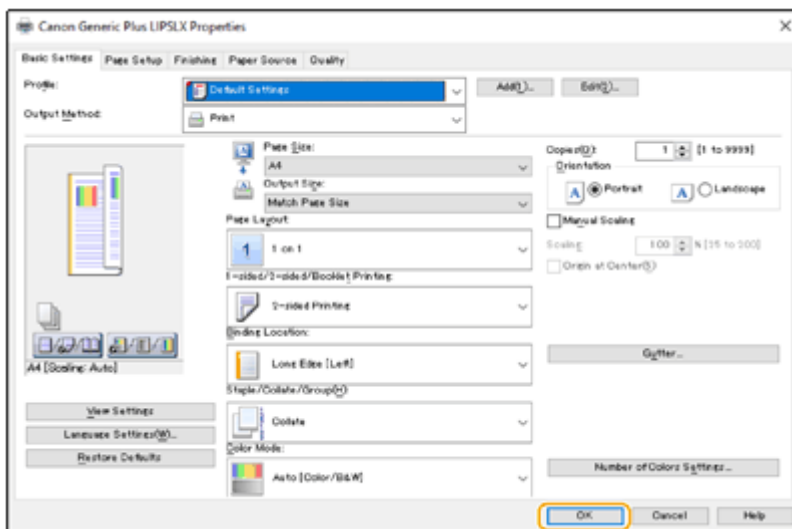 Canon Generic Plus LIPSLX Properties
Basic Settings Page Setup Finishing Paper Source Quality
Profile: Default Settings Add(1)... Edit(2)...
Output Method: Print
Page Size:
A4
Output Size:
Match Page Size
Copies(0): 1 [1 to 9999]
Orientation
A Portrait A Landscape
Page Layout:
1 1 on 1
Manual Scaling
Scaling: 100 % [25 to 200]
Origin at Center(5)
1-sided/2-sided/Booklet Printing:
2-sided Printing
Binding Location:
Long Edge [Left]
Gutter...
A4 [Scaling: Auto]
Staple/Collate/Group(H)
Collate
View Settings
Language Settings(W)...
Restore Defaults
Color Mode:
Auto [Color/B&W]
Number of Colors Settings...
OK Cancel Help